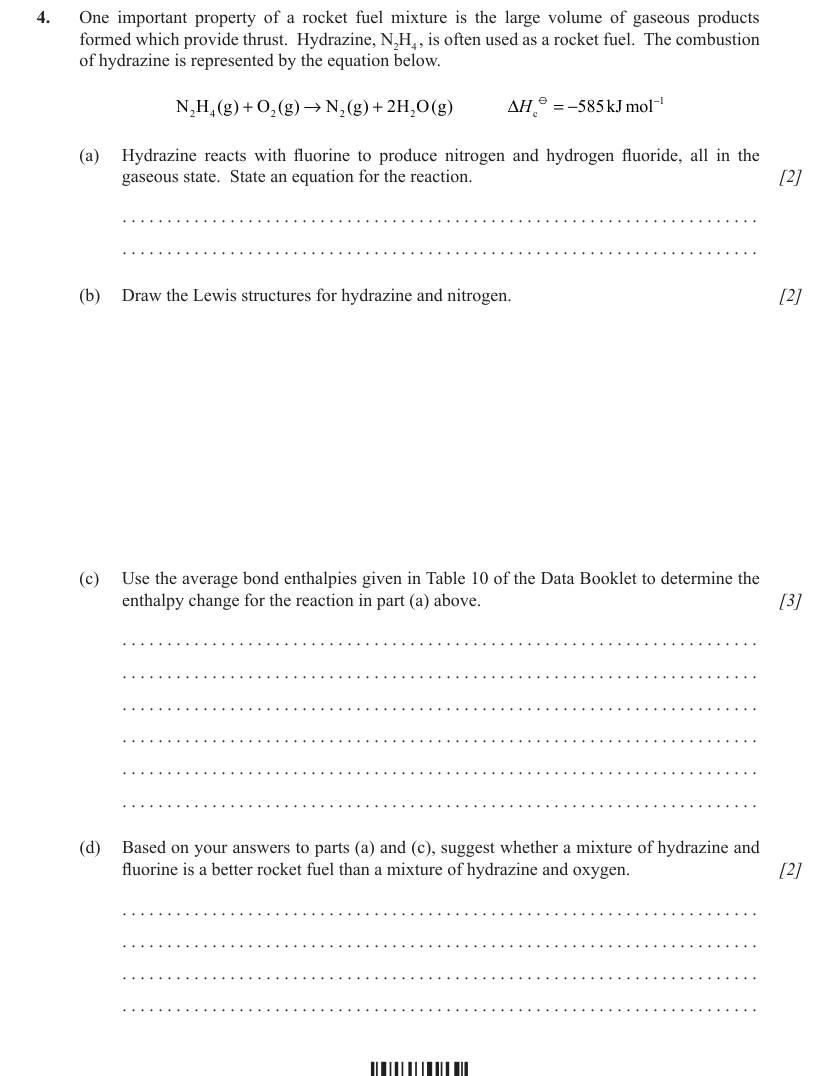 4. One important property of a rocket fuel mixture is the large volume of gaseous products
formed which provide thrust. Hydrazine, N₂H₄, is often used as a rocket fuel. The combustion
of hydrazine is represented by the equation below.
N₂H₄(g) + O₂(g) → N₂(g) + 2H₂O(g) ΔH꜀⊖ = −585 kJ mol⁻¹
(a) Hydrazine reacts with fluorine to produce nitrogen and hydrogen fluoride, all in the
gaseous state. State an equation for the reaction. [2]
(b) Draw the Lewis structures for hydrazine and nitrogen. [2]
(c) Use the average bond enthalpies given in Table 10 of the Data Booklet to determine the
enthalpy change for the reaction in part (a) above. [3]
(d) Based on your answers to parts (a) and (c), suggest whether a mixture of hydrazine and
fluorine is a better rocket fuel than a mixture of hydrazine and oxygen. [2]